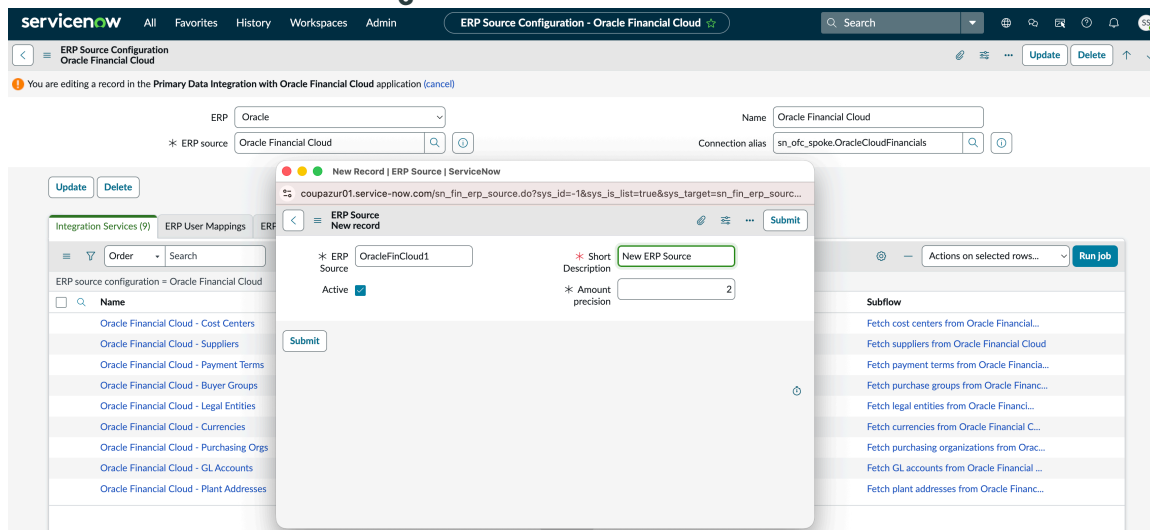 servicenow All Favorites History Workspaces Admin ERP Source Configuration - Oracle Financial Cloud ☆ Search
ERP Source Configuration
Oracle Financial Cloud
Update Delete
You are editing a record in the Primary Data Integration with Oracle Financial Cloud application (cancel)
ERP Oracle Name Oracle Financial Cloud
* ERP source Oracle Financial Cloud Connection alias sn_ofc_spoke.OracleCloudFinancials
New Record | ERP Source | ServiceNow
Update Delete
coupazur01.service-now.com/sn_fin_erp_source.do?sys_id=-1&sys_is_list=true&sys_target=sn_fin_erp_sourc...
ERP Source
New record
Submit
Integration Services (9) ERP User Mappings ERP
Order Search Actions on selected rows... Run job
* ERP Source OracleFinCloud1 * Short Description New ERP Source
Active * Amount precision 2
Submit
ERP source configuration = Oracle Financial Cloud
Name Subflow
Oracle Financial Cloud - Cost Centers Fetch cost centers from Oracle Financial...
Oracle Financial Cloud - Suppliers Fetch suppliers from Oracle Financial Cloud
Oracle Financial Cloud - Payment Terms Fetch payment terms from Oracle Financia...
Oracle Financial Cloud - Buyer Groups Fetch purchase groups from Oracle Financ...
Oracle Financial Cloud - Legal Entities Fetch legal entities from Oracle Financi...
Oracle Financial Cloud - Currencies Fetch currencies from Oracle Financial C...
Oracle Financial Cloud - Purchasing Orgs Fetch purchasing organizations from Orac...
Oracle Financial Cloud - GL Accounts Fetch GL accounts from Oracle Financial ...
Oracle Financial Cloud - Plant Addresses Fetch plant addresses from Oracle Financ...